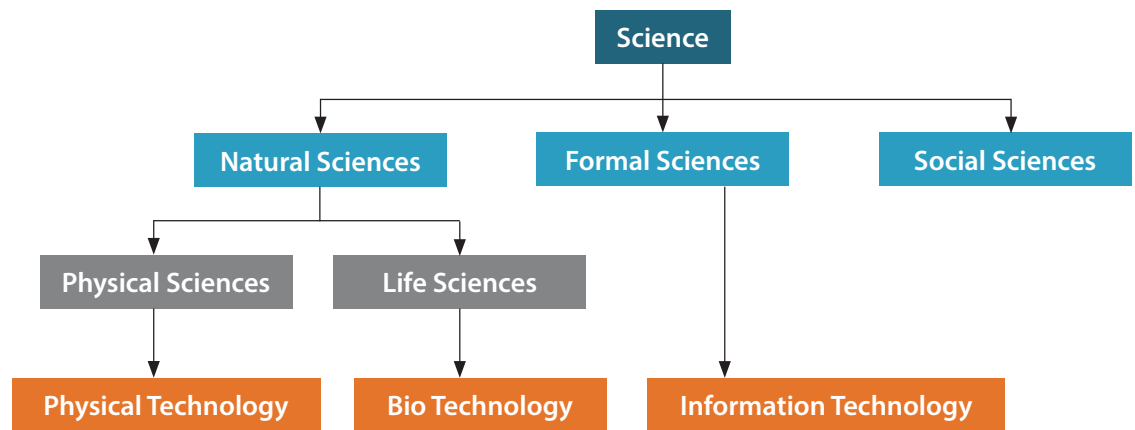 Science
Natural Sciences
Formal Sciences
Social Sciences
Physical Sciences
Life Sciences
Physical Technology
Bio Technology
Information Technology